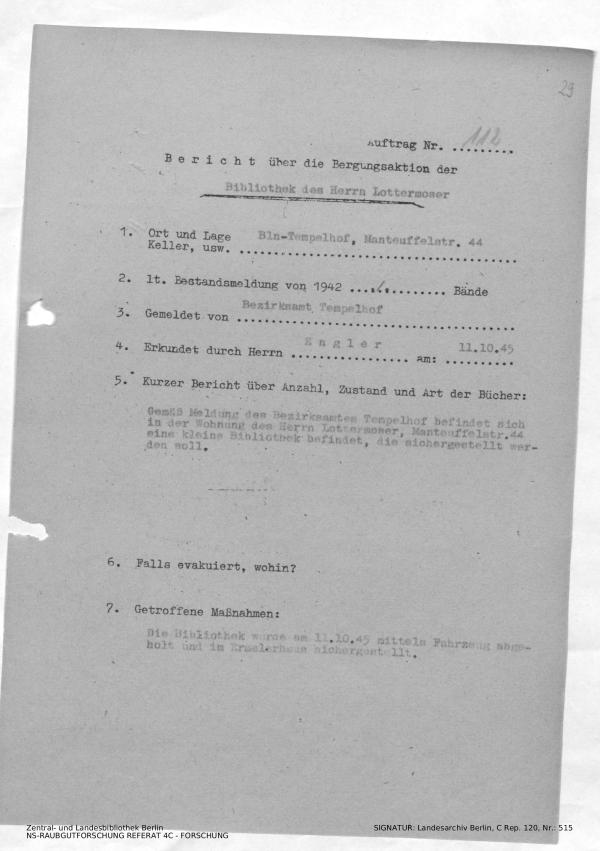 29
Auftrag Nr. 112
Bericht über die Bergungsaktion der
Bibliothek des Herrn Lottermoser
1. Ort und Lage Bln-Tempelhof, Manteuffelstr. 44
Keller, usw. ........................................
2. lt. Bestandsmeldung von 1942 ....-......... Bände
3. Gemeldet von Bezirksamt Tempelhof
4. Erkundet durch Herrn Engler am: 11.10.45
5. Kurzer Bericht über Anzahl, Zustand und Art der Bücher:
Gemäß Meldung des Bezirksamtes Tempelhof befindet sich
in der Wohnung des Herrn Lottermoser, Manteuffelstr.44
eine kleine Bibliothek befindet, die sichergestellt wer-
den soll.
6. Falls evakuiert, wohin?
7. Getroffene Maßnahmen:
Die Bibliothek wurde am 11.10.45 mittels Fahrzeug abge-
holt und im Ermelerhaus sichergestellt.
Zentral- und Landesbibliothek Berlin
NS-RAUBGUTFORSCHUNG REFERAT 4C - FORSCHUNG
SIGNATUR: Landesarchiv Berlin, C Rep. 120, Nr.: 515